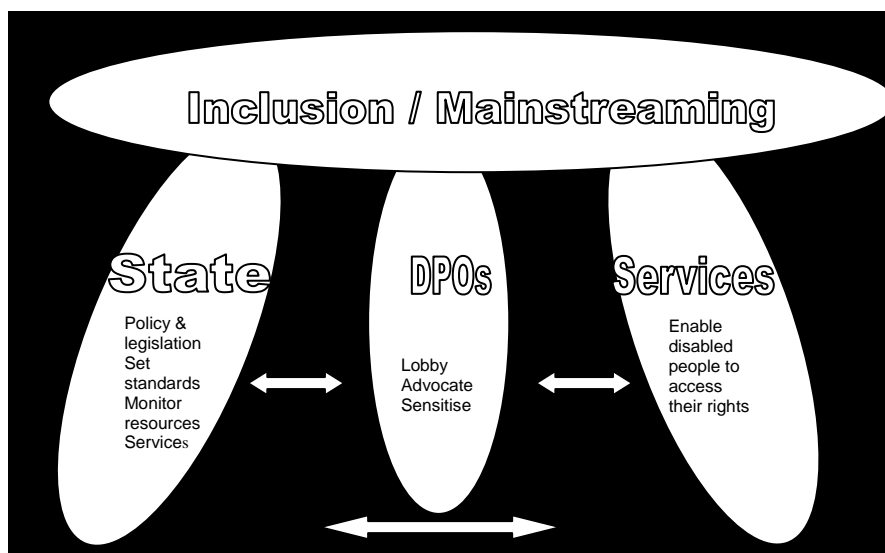 Inclusion / Mainstreaming
State
Policy &
legislation
Set
standards
Monitor
resources
Services
DPOs
Lobby
Advocate
Sensitise
Services
Enable
disabled
people to
access
their rights